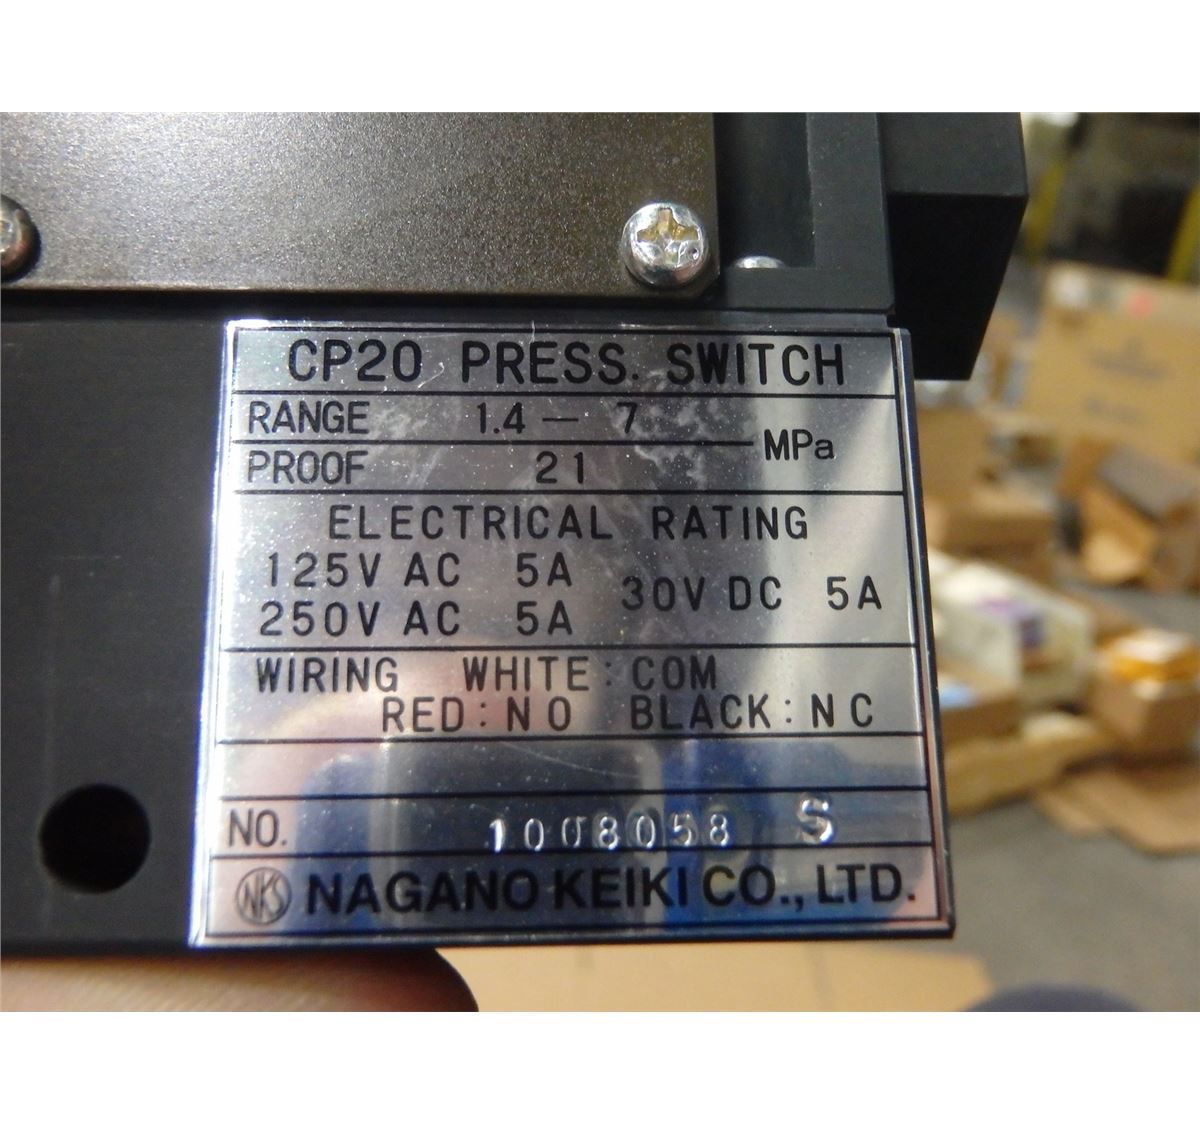 CP20 PRESS. SWITCH
RANGE 1.4 — 7
MPa
PROOF 21
ELECTRICAL RATING
125V AC 5A
30V DC 5A
250V AC 5A
WIRING WHITE : COM
RED : NO BLACK : NC
NO. 1008058 S
NKS NAGANO KEIKI CO., LTD.